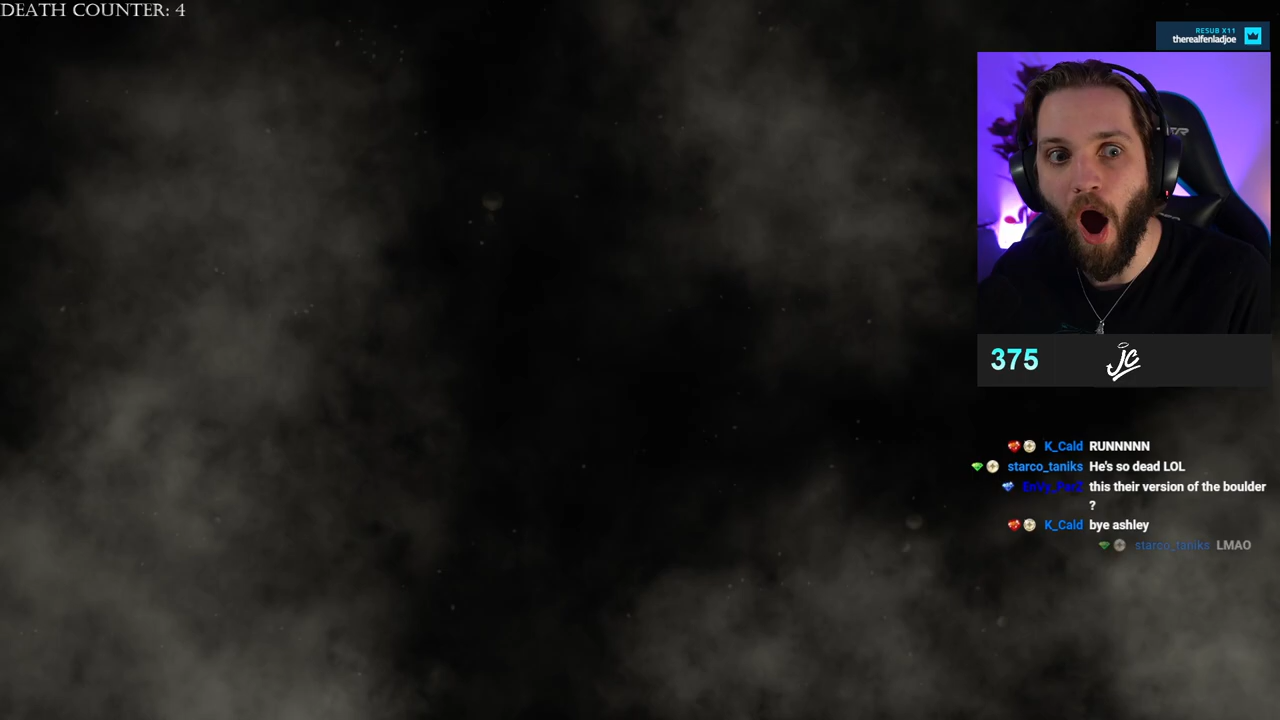 DEATH COUNTER: 4
RESUB X11
therealfenladjoe
375
jc
K_Cald RUNNNNN
starco_taniks He's so dead LOL
this their version of the boulder
?
K_Cald bye ashley
starco_taniks LMAO